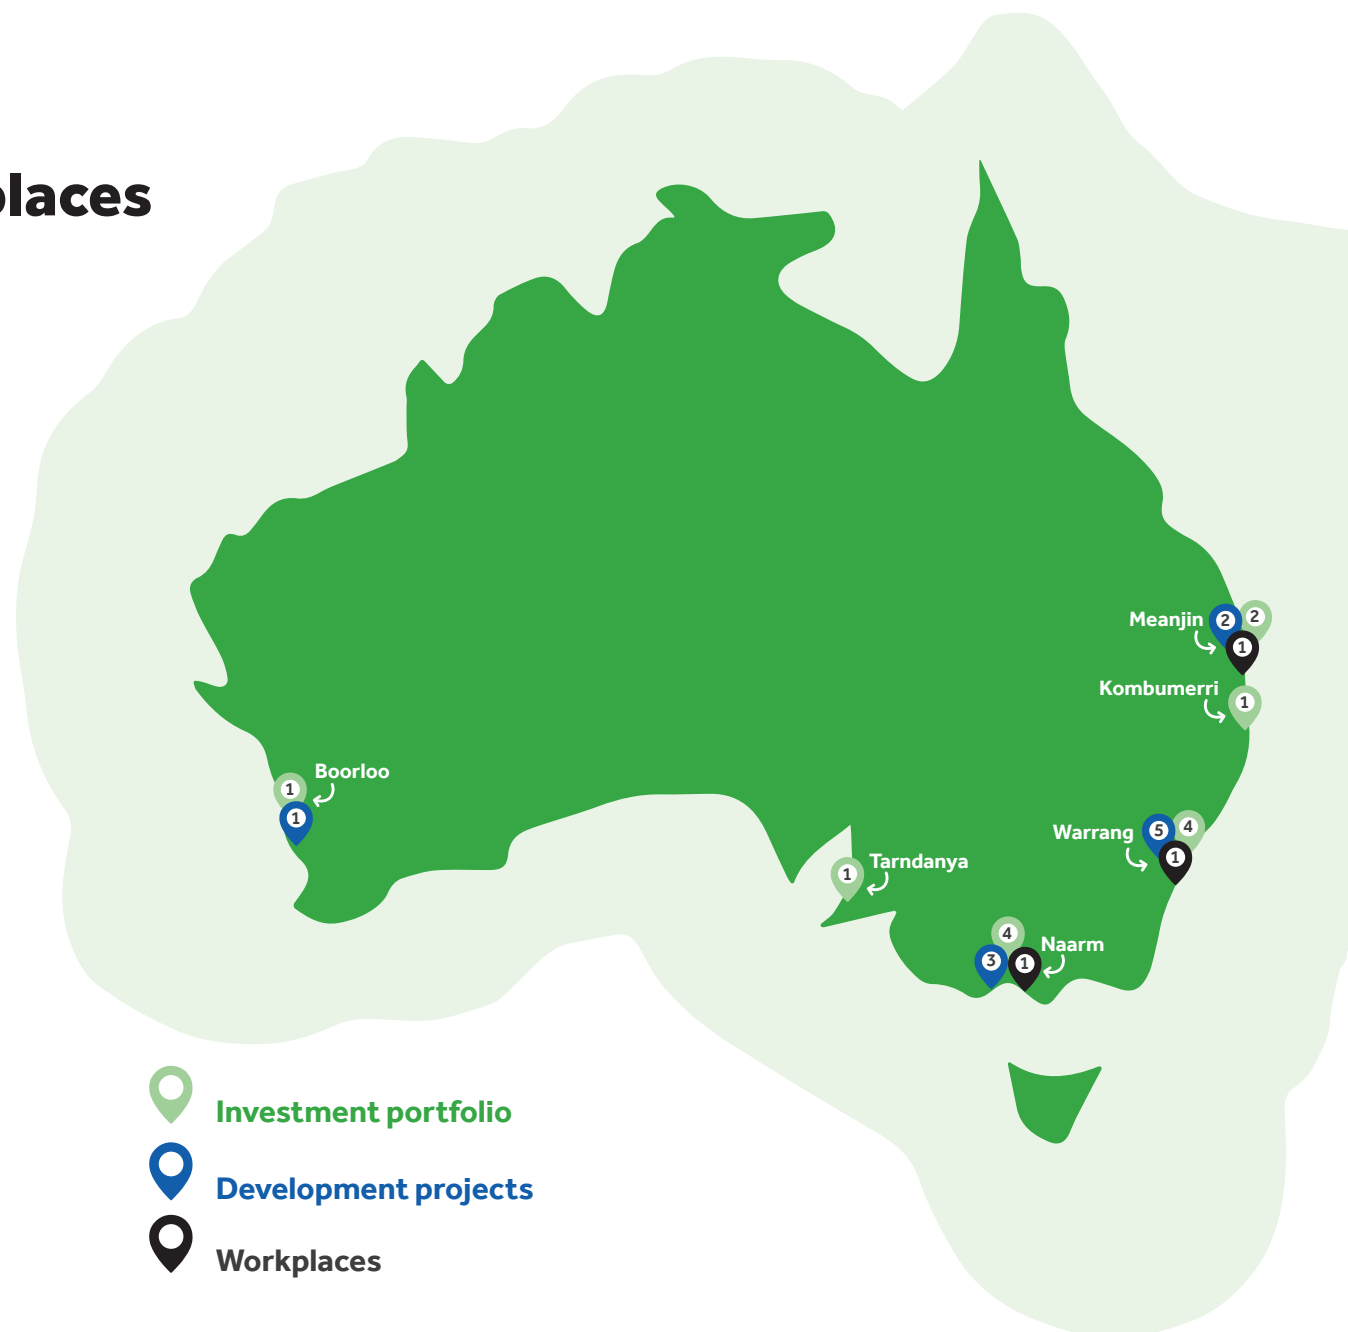 places
2
2
Meanjin
1
Kombumerri
1
Boorloo
1
1
Warrang
5
4
1
Tarndanya
1
4
Naarm
3
1
Investment portfolio
Development projects
Workplaces